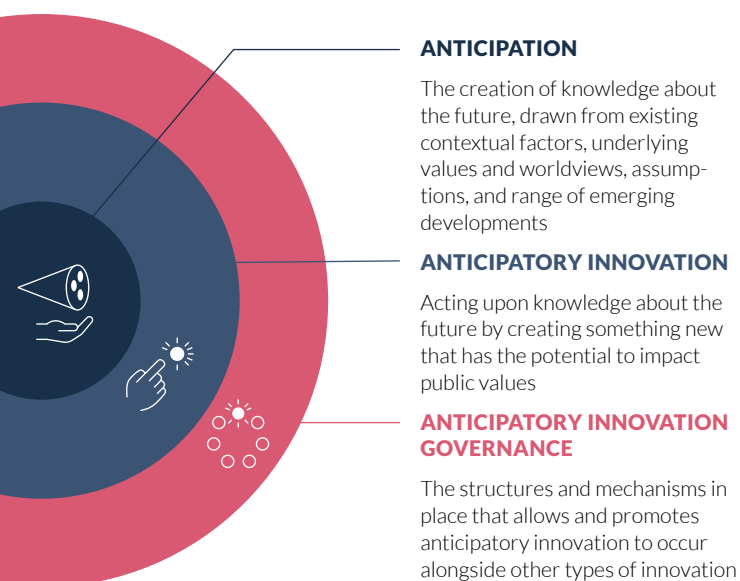 ANTICIPATION
The creation of knowledge about
the future, drawn from existing
contextual factors, underlying
values and worldviews, assump-
tions, and range of emerging
developments
ANTICIPATORY INNOVATION
Acting upon knowledge about the
future by creating something new
that has the potential to impact
public values
ANTICIPATORY INNOVATION
GOVERNANCE
The structures and mechanisms in
place that allows and promotes
anticipatory innovation to occur
alongside other types of innovation